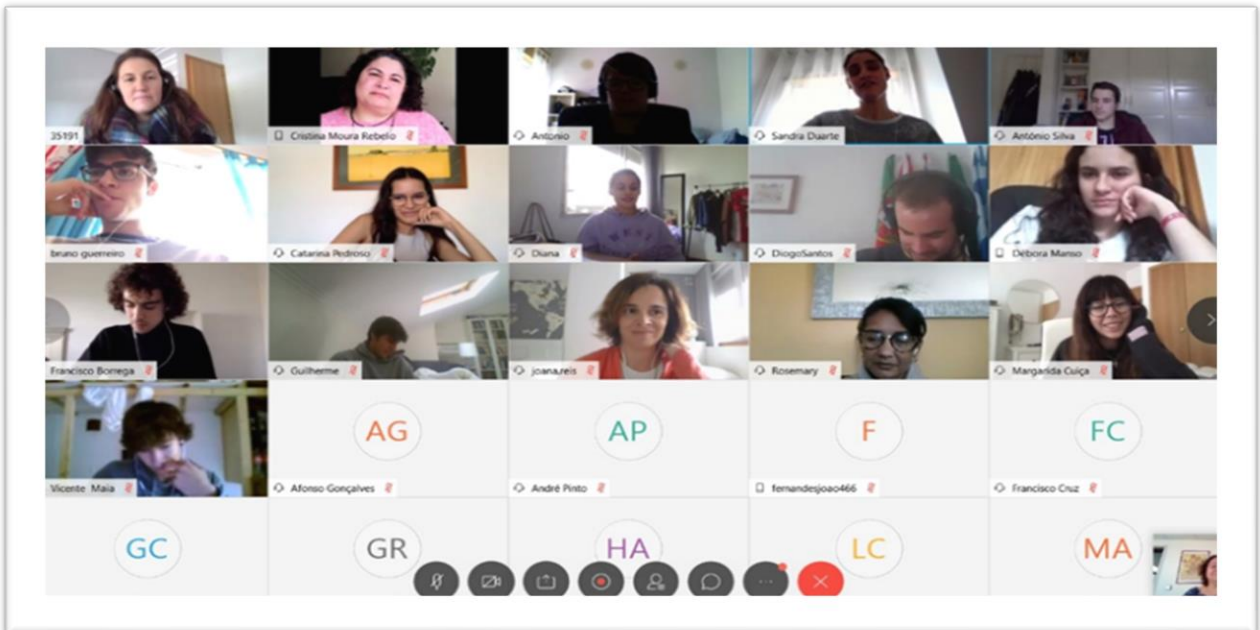 35191
Cristina Moura Rebelo
Antonio
Sandra Duarte
António Silva
bruno guerreiro
Catarina Pedroso
Diana
DiogoSantos
Debora Manso
Francisco Borrega
Guilherme
joana.reis
Rosemary
Margarida Cuiça
Vicente Maia
AG
Afonso Gonçalves
AP
André Pinto
F
fernandesjoao466
FC
Francisco Cruz
GC
GR
HA
LC
MA